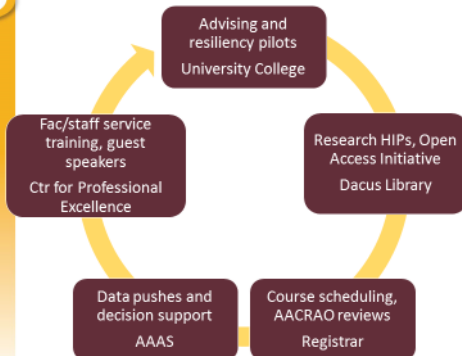 Advising and
resiliency pilots
University College
Research HIPs, Open
Access Initiative
Dacus Library
Course scheduling,
AACRAO reviews
Registrar
Data pushes and
decision support
AAAS
Fac/staff service
training, guest
speakers
Ctr for Professional
Excellence